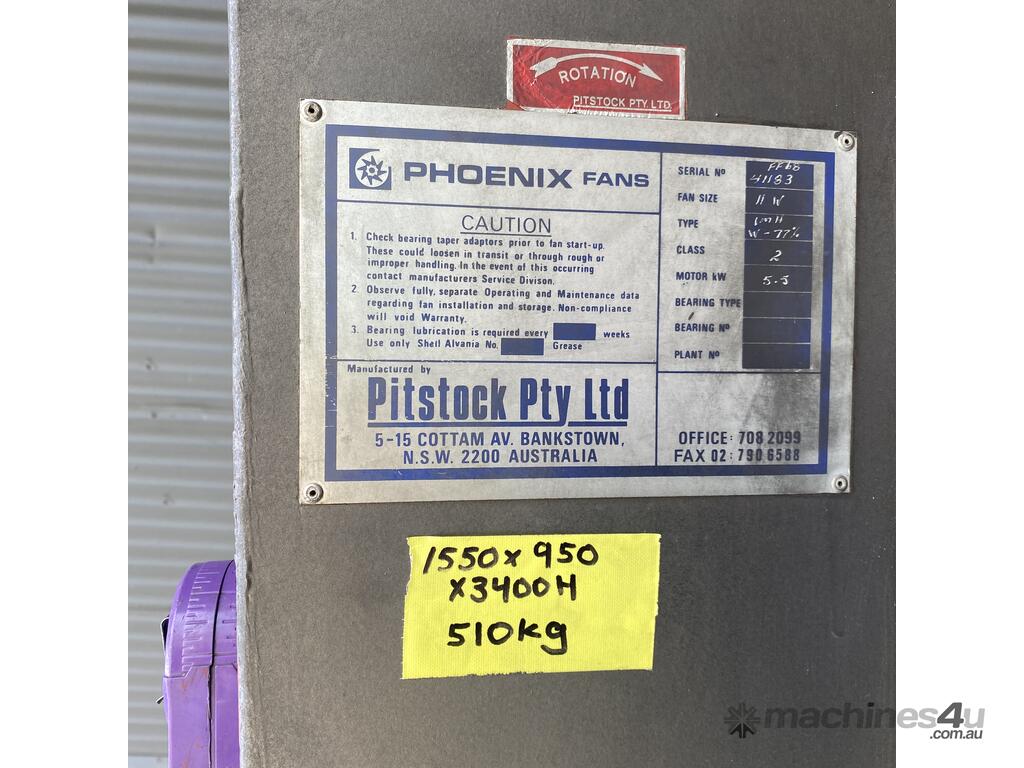 ROTATION
PITSTOCK PTY. LTD.
PHOENIX FANS
CAUTION
1. Check bearing taper adaptors prior to fan start-up.
These could loosen in transit or through rough or
improper handling. In the event of this occurring
contact manufacturers Service Divison.
2. Observe fully, separate Operating and Maintenance data
regarding fan installation and storage. Non-compliance
will void Warranty.
3. Bearing lubrication is required every weeks
Use only Shell Alvania No. Grease
Manufactured by
Pitstock Pty Ltd
5-15 COTTAM AV. BANKSTOWN,
N.S.W. 2200 AUSTRALIA
SERIAL Nº 41183
FAN SIZE 11 W
TYPE
CLASS 2
MOTOR kW 5.5
BEARING TYPE
BEARING Nº
PLANT Nº
OFFICE: 708 2099
FAX 02: 790 6588
1550x950
x3400H
510kg
machines4u
.com.au